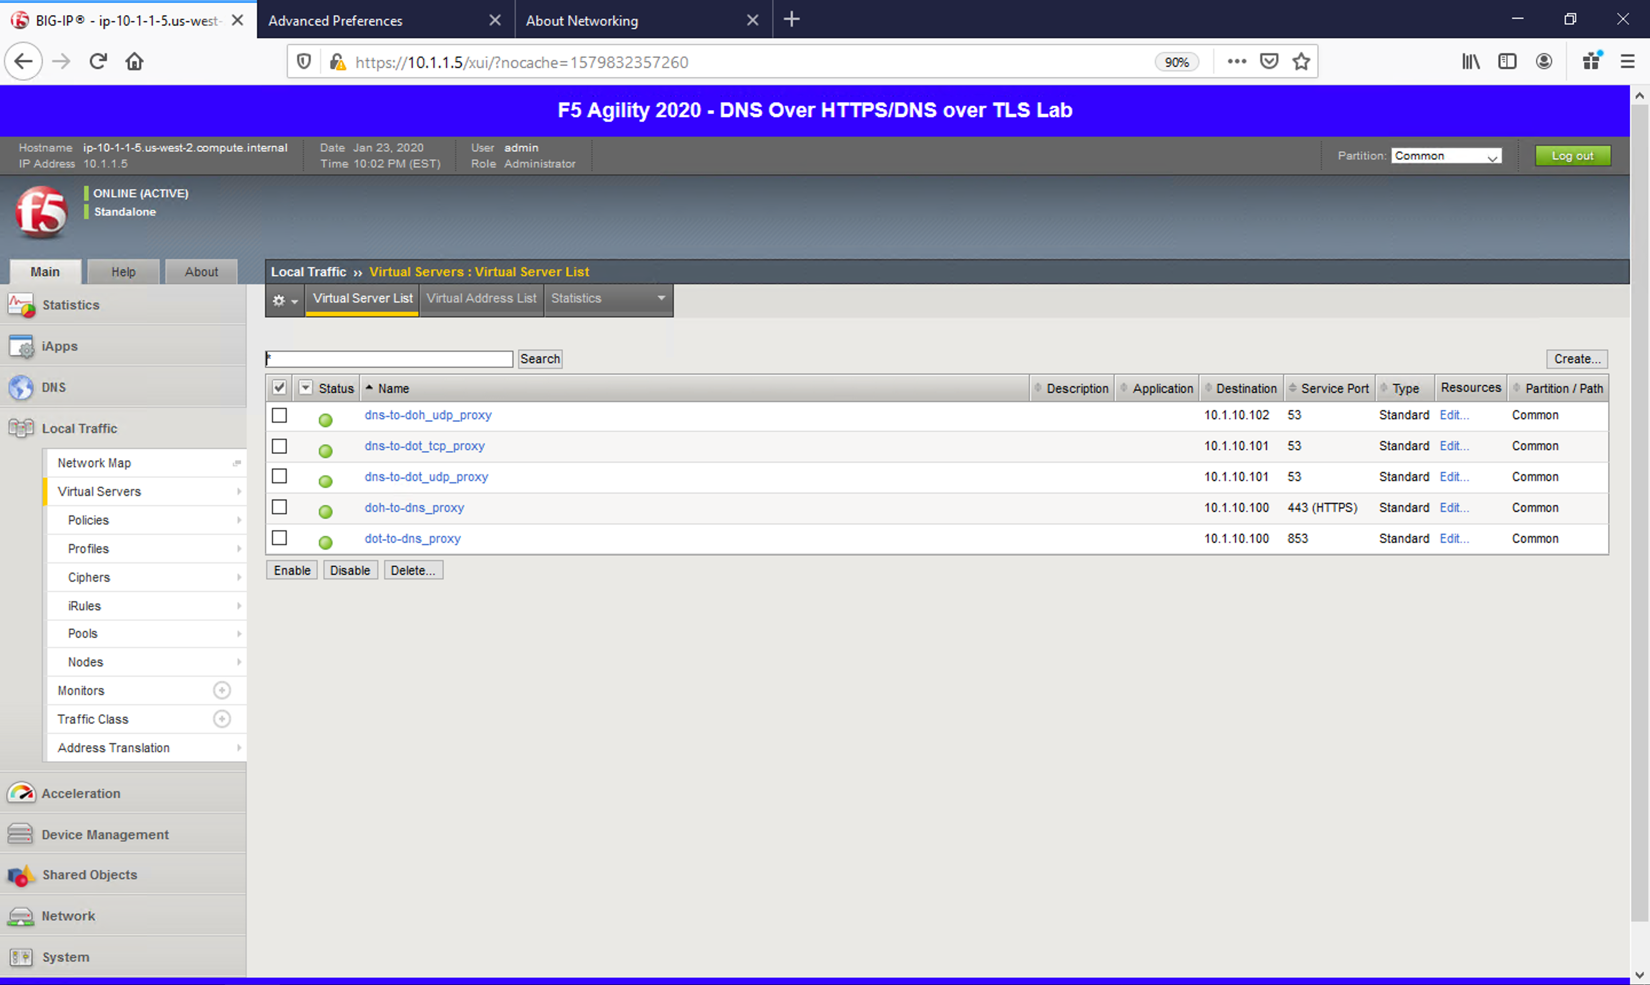 BIG-IP® - ip-10-1-1-5.us-west-
Advanced Preferences
About Networking
https://10.1.1.5/xui/?nocache=1579832357260
90%
F5 Agility 2020 - DNS Over HTTPS/DNS over TLS Lab
Hostname ip-10-1-1-5.us-west-2.compute.internal Date Jan 23, 2020 User admin
IP Address 10.1.1.5 Time 10:02 PM (EST) Role Administrator
Partition: Common Log out
f5
ONLINE (ACTIVE)
Standalone
Main Help About
Local Traffic ›› Virtual Servers : Virtual Server List
Virtual Server List Virtual Address List Statistics
Statistics
iApps
DNS
Local Traffic
Network Map
Virtual Servers
Policies
Profiles
Ciphers
iRules
Pools
Nodes
Monitors
Traffic Class
Address Translation
Acceleration
Device Management
Shared Objects
Network
System
* Search Create...
Status Name Description Application Destination Service Port Type Resources Partition / Path
dns-to-doh_udp_proxy 10.1.10.102 53 Standard Edit... Common
dns-to-dot_tcp_proxy 10.1.10.101 53 Standard Edit... Common
dns-to-dot_udp_proxy 10.1.10.101 53 Standard Edit... Common
doh-to-dns_proxy 10.1.10.100 443 (HTTPS) Standard Edit... Common
dot-to-dns_proxy 10.1.10.100 853 Standard Edit... Common
Enable Disable Delete...